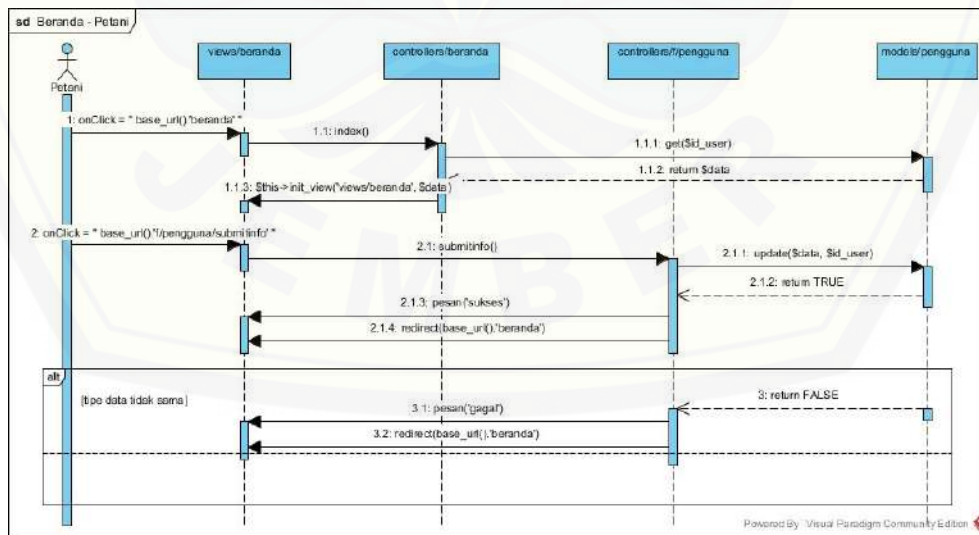 sd Beranda - Petani
Petani
views/beranda
controllers/beranda
controllers/f/pengguna
models/pengguna
1: onClick = " base_url()'beranda' "
1.1: index()
1.1.1: get($id_user)
1.1.2: return $data
1.1.3: $this->init_view('views/beranda', $data)
2: onClick = " base_url()'f/pengguna/submitinfo' "
2.1: submitinfo()
2.1.1: update($data, $id_user)
2.1.2: return TRUE
2.1.3: pesan('sukses')
2.1.4: redirect(base_url().'beranda')
alt
[tipe data tidak sama]
3: return FALSE
3.1: pesan('gagal')
3.2: redirect(base_url().'beranda')
JEMBER
Powered By Visual Paradigm Community Edition